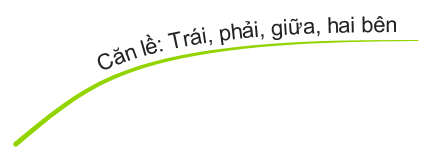 Căn lề: Trái, phải, giữa, hai bên